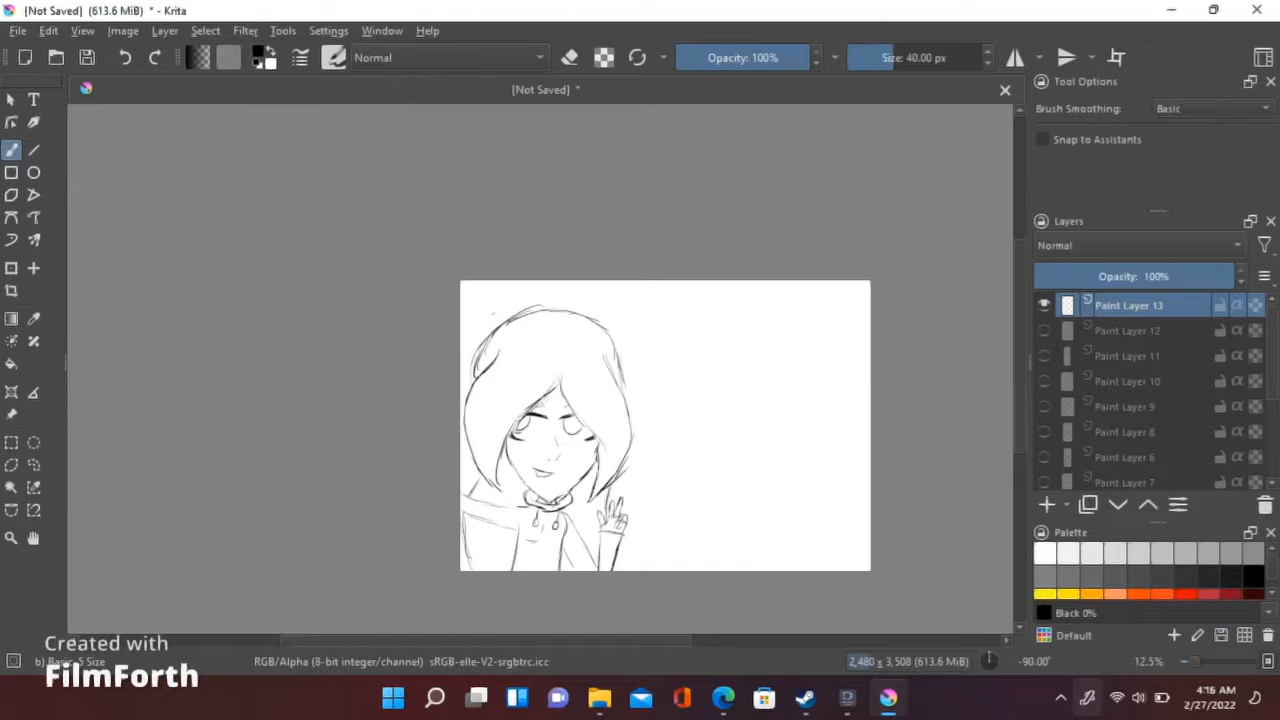 [Not Saved] (613.6 MiB) * - Krita
File Edit View Image Layer Select Filter Tools Settings Window Help
Normal
Opacity: 100%
Size: 40.00 px
[Not Saved] *
Tool Options
Brush Smoothing: Basic
Snap to Assistants
Layers
Normal
Opacity: 100%
Paint Layer 13
Paint Layer 12
Paint Layer 11
Paint Layer 10
Paint Layer 9
Paint Layer 8
Paint Layer 6
Paint Layer 7
Palette
Black 0%
Default
b) Basic-5 Size
RGB/Alpha (8-bit integer/channel) sRGB-elle-V2-srgbtrc.icc
2,480 x 3,508 (613.6 MiB)
-90.00°
12.5%
Created with
FilmForth
4:16 AM
2/27/2022